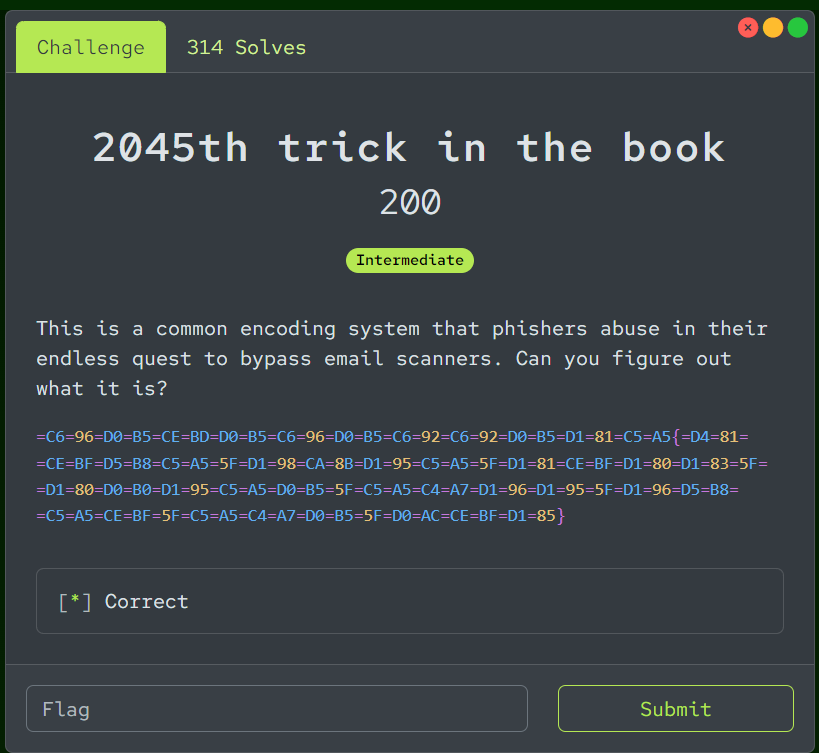 Challenge 314 Solves
2045th trick in the book
200
Intermediate
This is a common encoding system that phishers abuse in their
endless quest to bypass email scanners. Can you figure out
what it is?
=C6=96=D0=B5=CE=BD=D0=B5=C6=96=D0=B5=C6=92=C6=92=D0=B5=D1=81=C5=A5{=D4=81=
=CE=BF=D5=B8=C5=A5=5F=D1=98=CA=8B=D1=95=C5=A5=5F=D1=81=CE=BF=D1=80=D1=83=5F=
=D1=80=D0=B0=D1=95=C5=A5=D0=B5=5F=C5=A5=C4=A7=D1=96=D1=95=5F=D1=96=D5=B8=
=C5=A5=CE=BF=5F=C5=A5=C4=A7=D0=B5=5F=D0=AC=CE=BF=D1=85}
[*] Correct
Flag Submit